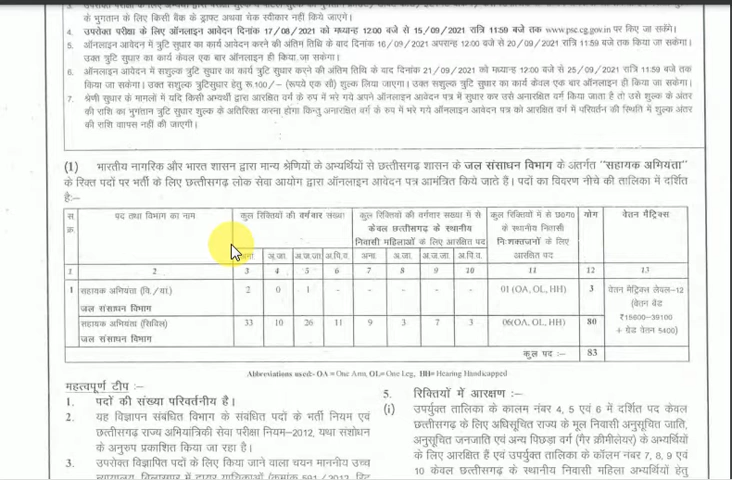 के भुगतान के लिए किसी बैंक के ड्राफ्ट अथवा चेक स्वीकार नहीं किये जाएंगे।
4. उपरोक्त परीक्षा के लिए ऑनलाइन आवेदन दिनांक 17/08/2021 को मध्यान्ह 12:00 बजे से 15/09/2021 रात्रि 11:59 बजे तक www.psc.cg.gov.in पर किए जा सकेंगे।
5. ऑनलाइन आवेदन में त्रुटि सुधार का कार्य आवेदन करने की अंतिम तिथि के बाद दिनांक 16/09/2021 अपरान्ह 12:00 बजे से 20/09/2021 रात्रि 11:59 बजे तक किया जा सकेगा।
उक्त त्रुटि सुधार का कार्य केवल एक बार ऑनलाइन ही किया जा सकेगा।
6. ऑनलाइन आवेदन में सशुल्क त्रुटि सुधार का कार्य त्रुटि सुधार करने की अंतिम तिथि के बाद दिनांक 21/09/2021 को मध्यान्ह 12:00 बजे से 25/09/2021 रात्रि 11:59 बजे तक
किया जा सकेगा। उक्त सशुल्क त्रुटिसुधार हेतु रू.100/– (रूपये एक सौ) शुल्क लिया जाएगा। उक्त सशुल्क त्रुटि सुधार का कार्य केवल एक बार ऑनलाइन ही किया जा सकेगा।
7. श्रेणी सुधार के मामलों में यदि किसी अभ्यर्थी द्वारा आरक्षित वर्ग के रुप में भरे गये अपने ऑनलाइन आवेदन पत्र में सुधार कर उसे अनारक्षित वर्ग किया जाता है तो उसे शुल्क के अंतर
की राशि का भुगतान त्रुटि सुधार शुल्क के अतिरिक्त करना होगा किन्तु अनारक्षित वर्ग के रुप में भरे गये ऑनलाइन आवेदन पत्र को आरक्षित वर्ग में परिवर्तन की स्थिति में शुल्क अंतर
की राशि वापस नहीं की जाएगी।
(1) भारतीय नागरिक और भारत शासन द्वारा मान्य श्रेणियों के अभ्यर्थियों से छत्तीसगढ़ शासन के जल संसाधन विभाग के अंतर्गत "सहायक अभियंता"
के रिक्त पदों पर भर्ती के लिए छत्तीसगढ़ लोक सेवा आयोग द्वारा ऑनलाइन आवेदन पत्र आमंत्रित किये जाते हैं। पदों का विवरण नीचे की तालिका में दर्शित
है:–
स. क्र. पद तथा विभाग का नाम कुल रिक्तियों की वर्गवार संख्या कुल रिक्तियों की वर्गवार संख्या में से केवल छत्तीसगढ़ के स्थानीय निवासी महिलाओं के लिए आरक्षित पद कुल रिक्तियों में से छ0ग0 के स्थानीय निवासी निःशक्तजनों के लिए आरक्षित पद योग वेतन मैट्रिक्स
अना अ.जा. अ.ज.जा. अ.पि.व. अना. अ.जा. अ.ज.जा. अ.पि.व.
1 2 3 4 5 6 7 8 9 10 11 12 13
1 सहायक अभियंता (वि./यां.) 2 0 1 - - - - - 01 (OA, OL, HH) 3 वेतन मैट्रिक्स लेवल–12
जल संसाधन विभाग (वेतन बैंड
सहायक अभियंता (सिविल) 33 10 26 11 9 3 7 3 06(OA, OL, HH) 80 ₹15600–39100
जल संसाधन विभाग + ग्रेड वेतन 5400)
कुल पद :– 83
Abbreviations used:- OA = One Arm, OL= One Leg, HH= Hearing Handicapped
महत्वपूर्ण टीप :–
1. पदों की संख्या परिवर्तनीय है।
2. यह विज्ञापन संबंधित विभाग के संबंधित पदों के भर्ती नियम एवं
छत्तीसगढ़ राज्य अभियांत्रिकी सेवा परीक्षा नियम–2012, यथा संशोधन
के अनुरुप प्रकाशित किया जा रहा है।
3. उपरोक्त विज्ञापित पदों के लिए किया जाने वाला चयन माननीय उच्च
5. रिक्तियों में आरक्षण :–
(i) उपर्युक्त तालिका के कालम नंबर 4, 5 एवं 6 में दर्शित पद केवल
छत्तीसगढ़ के लिए अधिसूचित राज्य के मूल निवासी अनुसूचित जाति,
अनुसूचित जनजाति एवं अन्य पिछड़ा वर्ग (गैर क्रीमीलेयर) के अभ्यर्थियों
के लिए आरक्षित हैं एवं उपर्युक्त तालिका के कॉलम नंबर 7, 8, 9 एवं
10 केवल छत्तीसगढ़ के स्थानीय निवासी महिला अभ्यर्थियों हेतु